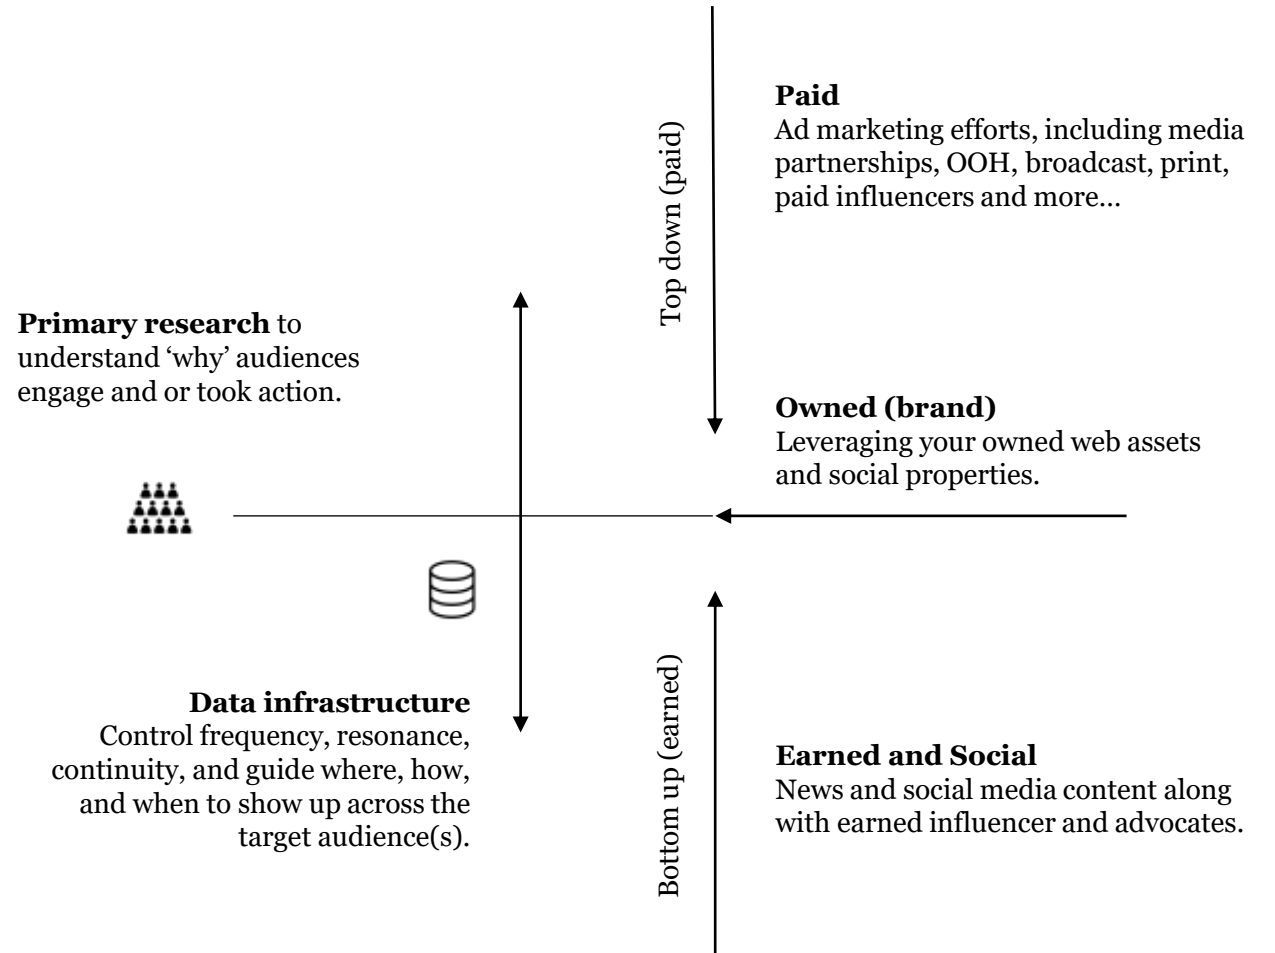 Paid
Ad marketing efforts, including media
partnerships, OOH, broadcast, print,
paid influencers and more...
Top down (paid)
Primary research to
understand ‘why’ audiences
engage and or took action.
Owned (brand)
Leveraging your owned web assets
and social properties.
Data infrastructure
Control frequency, resonance,
continuity, and guide where, how,
and when to show up across the
target audience(s).
Bottom up (earned)
Earned and Social
News and social media content along
with earned influencer and advocates.